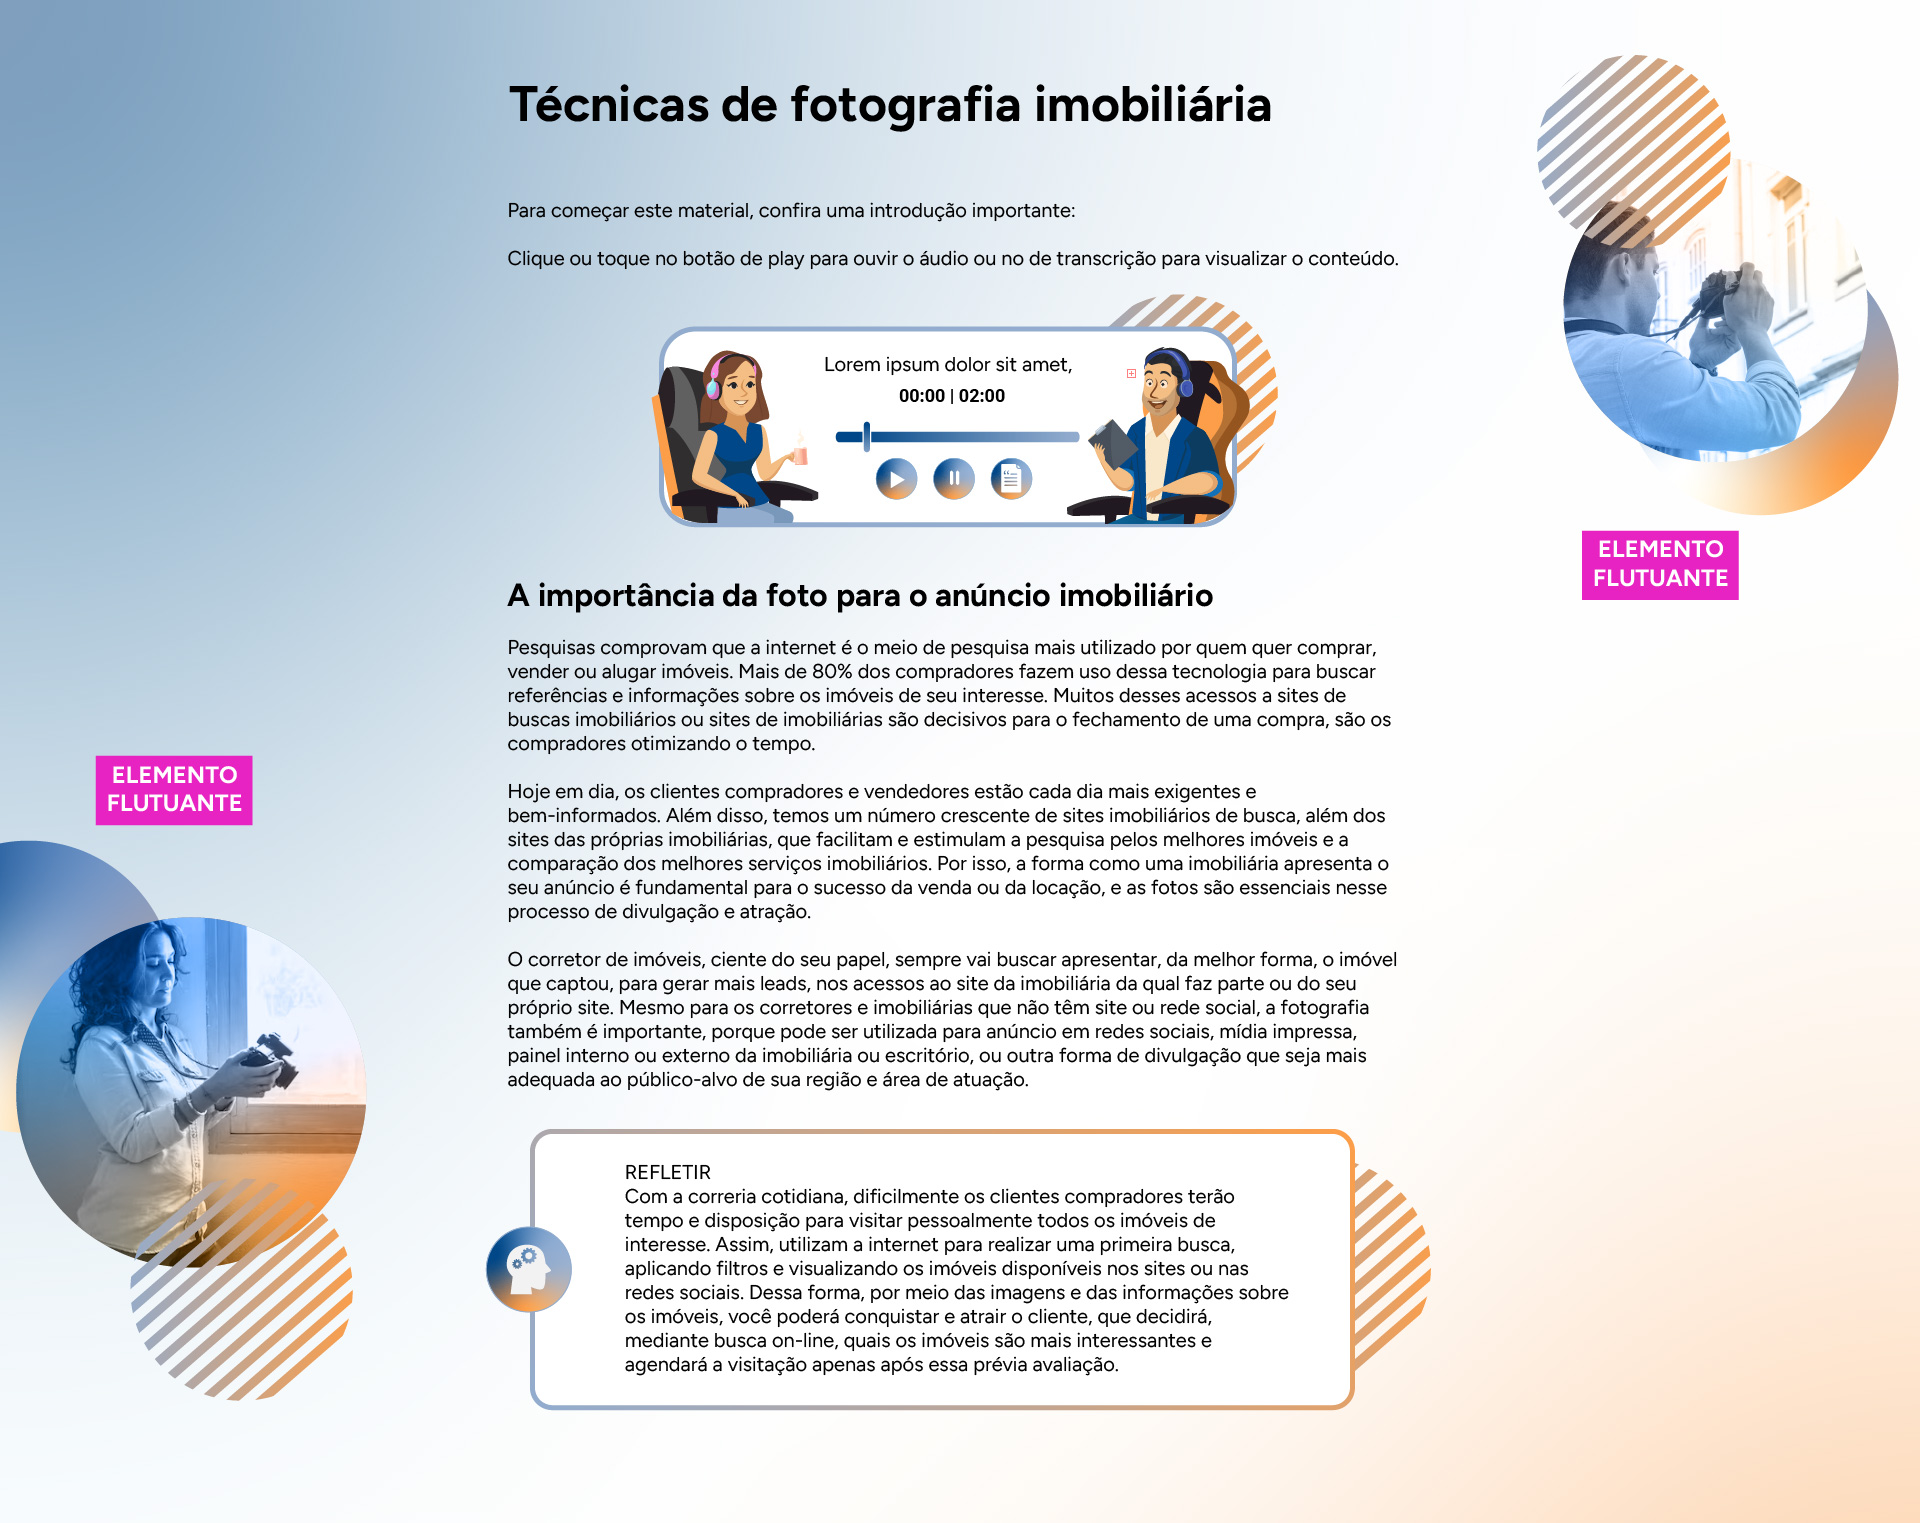 Técnicas de fotografia imobiliária
Para começar este material, confira uma introdução importante:
Clique ou toque no botão de play para ouvir o áudio ou no de transcrição para visualizar o conteúdo.
Lorem ipsum dolor sit amet,
00:00 | 02:00
ELEMENTO
FLUTUANTE
A importância da foto para o anúncio imobiliário
Pesquisas comprovam que a internet é o meio de pesquisa mais utilizado por quem quer comprar,
vender ou alugar imóveis. Mais de 80% dos compradores fazem uso dessa tecnologia para buscar
referências e informações sobre os imóveis de seu interesse. Muitos desses acessos a sites de
buscas imobiliários ou sites de imobiliárias são decisivos para o fechamento de uma compra, são os
compradores otimizando o tempo.
ELEMENTO
FLUTUANTE
Hoje em dia, os clientes compradores e vendedores estão cada dia mais exigentes e
bem-informados. Além disso, temos um número crescente de sites imobiliários de busca, além dos
sites das próprias imobiliárias, que facilitam e estimulam a pesquisa pelos melhores imóveis e a
comparação dos melhores serviços imobiliários. Por isso, a forma como uma imobiliária apresenta o
seu anúncio é fundamental para o sucesso da venda ou da locação, e as fotos são essenciais nesse
processo de divulgação e atração.
O corretor de imóveis, ciente do seu papel, sempre vai buscar apresentar, da melhor forma, o imóvel
que captou, para gerar mais leads, nos acessos ao site da imobiliária da qual faz parte ou do seu
próprio site. Mesmo para os corretores e imobiliárias que não têm site ou rede social, a fotografia
também é importante, porque pode ser utilizada para anúncio em redes sociais, mídia impressa,
painel interno ou externo da imobiliária ou escritório, ou outra forma de divulgação que seja mais
adequada ao público-alvo de sua região e área de atuação.
REFLETIR
Com a correria cotidiana, dificilmente os clientes compradores terão
tempo e disposição para visitar pessoalmente todos os imóveis de
interesse. Assim, utilizam a internet para realizar uma primeira busca,
aplicando filtros e visualizando os imóveis disponíveis nos sites ou nas
redes sociais. Dessa forma, por meio das imagens e das informações sobre
os imóveis, você poderá conquistar e atrair o cliente, que decidirá,
mediante busca on-line, quais os imóveis são mais interessantes e
agendará a visitação apenas após essa prévia avaliação.